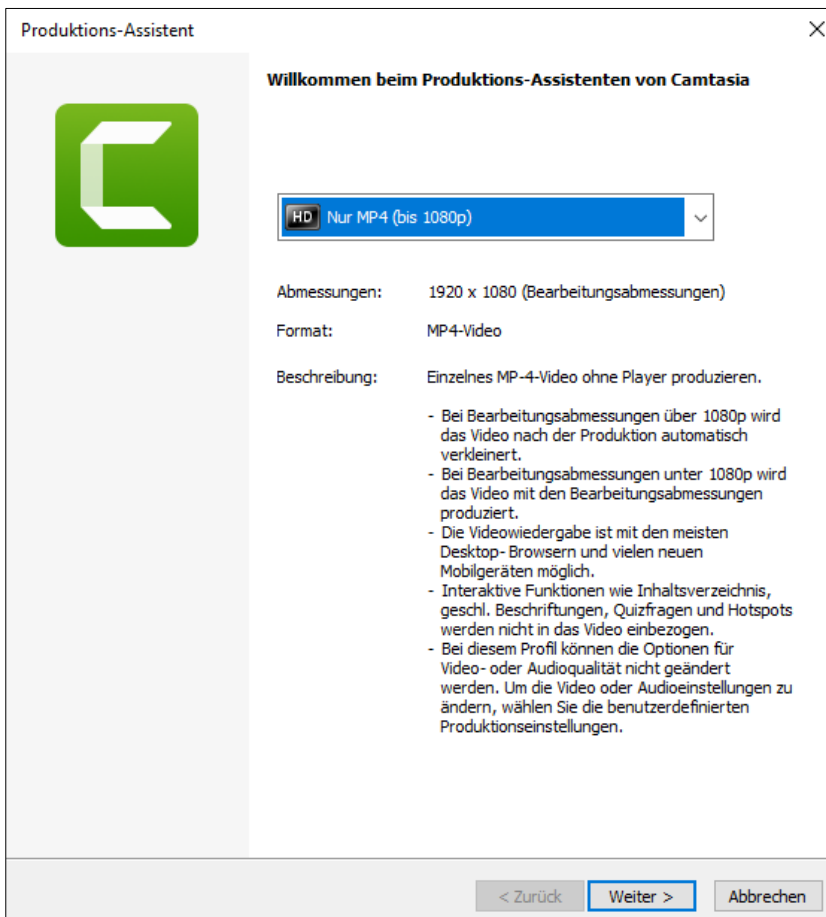 Produktions-Assistent
Willkommen beim Produktions-Assistenten von Camtasia
HD Nur MP4 (bis 1080p)
Abmessungen: 1920 x 1080 (Bearbeitungsabmessungen)
Format: MP4-Video
Beschreibung: Einzelnes MP-4-Video ohne Player produzieren.
- Bei Bearbeitungsabmessungen über 1080p wird
das Video nach der Produktion automatisch
verkleinert.
- Bei Bearbeitungsabmessungen unter 1080p wird
das Video mit den Bearbeitungsabmessungen
produziert.
- Die Videowiedergabe ist mit den meisten
Desktop-Browsern und vielen neuen
Mobilgeräten möglich.
- Interaktive Funktionen wie Inhaltsverzeichnis,
geschl. Beschriftungen, Quizfragen und Hotspots
werden nicht in das Video einbezogen.
- Bei diesem Profil können die Optionen für
Video- oder Audioqualität nicht geändert
werden. Um die Video oder Audioeinstellungen zu
ändern, wählen Sie die benutzerdefinierten
Produktionseinstellungen.
< Zurück Weiter > Abbrechen